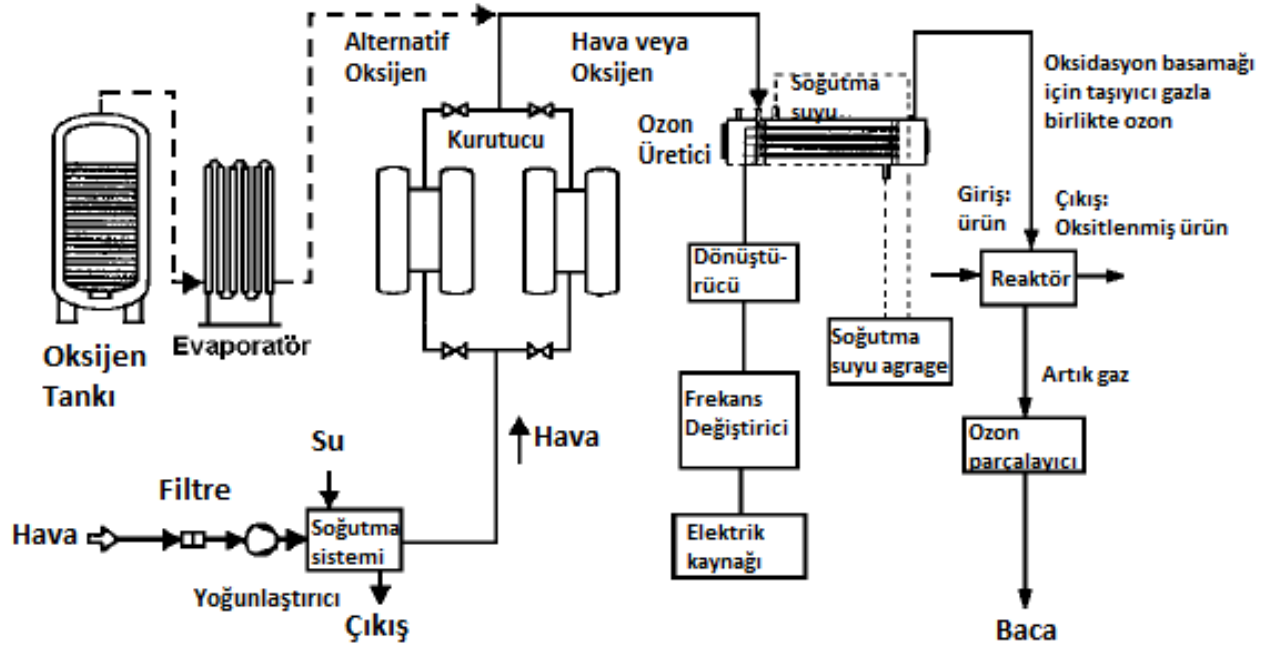 Alternatif
Oksijen
Hava veya
Oksijen
Soğutma
suyu..
Oksidasyon basamağı
için taşıyıcı gazla
birlikte ozon
Kurutucu
Ozon
Üretici
Giriş:
ürün
Çıkış:
Oksitlenmiş ürün
Dönüştü-
rücü
Reaktör
Oksijen
Tankı
Evaporatör
Soğutma
suyu agrage
Artık gaz
Frekans
Değiştirici
Su
Hava
Ozon
parçalayıcı
Filtre
Hava
Soğutma
sistemi
Elektrik
kaynağı
Yoğunlaştırıcı
Çıkış
Baca